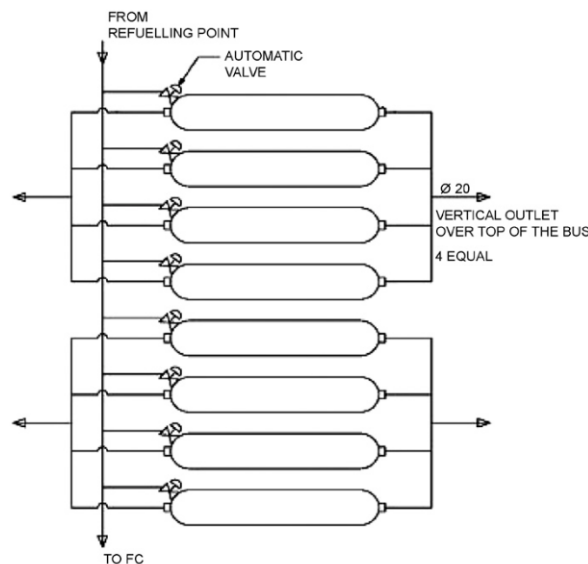 FROM
REFUELLING POINT
AUTOMATIC
VALVE
Ø 20
VERTICAL OUTLET
OVER TOP OF THE BUS
4 EQUAL
TO FC